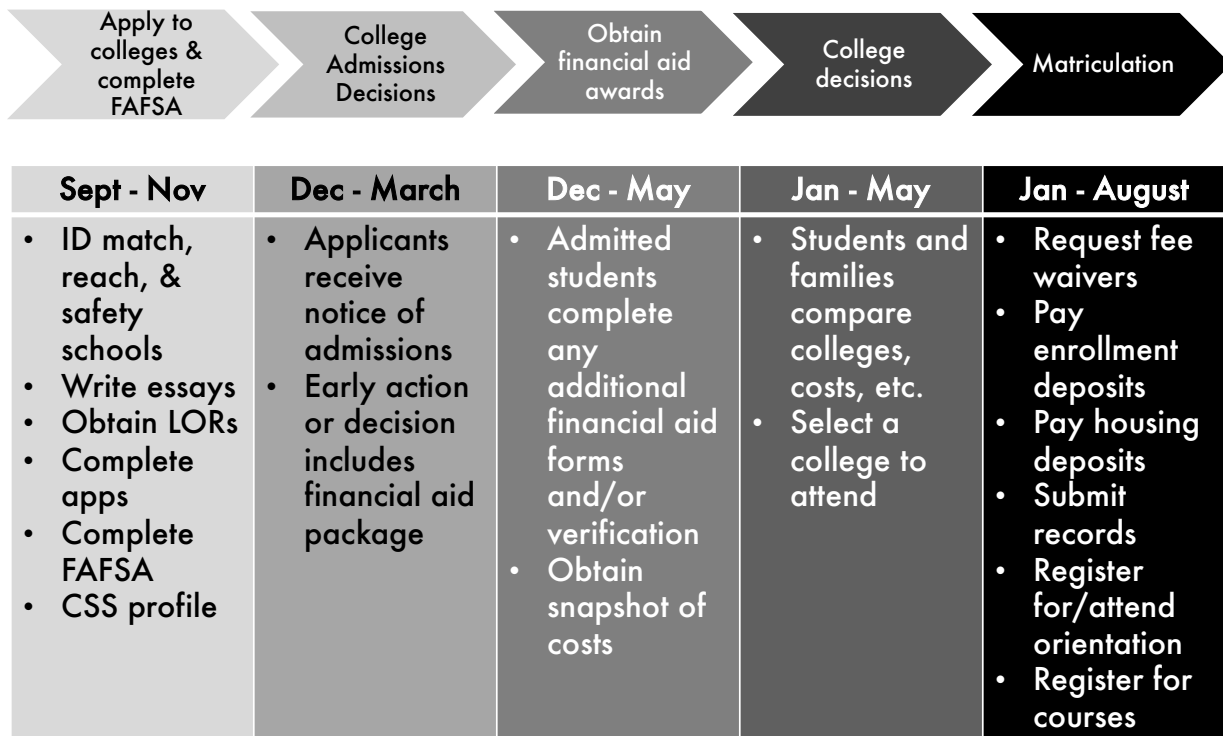 Apply to
colleges &
complete
FAFSA
College
Admissions
Decisions
Obtain
financial aid
awards
College
decisions
Matriculation
Sept - Nov
• ID match,
reach, &
safety
schools
• Write essays
• Obtain LORs
• Complete
apps
• Complete
FAFSA
• CSS profile
Dec - March
• Applicants
receive
notice of
admissions
• Early action
or decision
includes
financial aid
package
Dec - May
• Admitted
students
complete
any
additional
financial aid
forms
and/or
verification
• Obtain
snapshot of
costs
Jan - May
• Students and
families
compare
colleges,
costs, etc.
• Select a
college to
attend
Jan - August
• Request fee
waivers
• Pay
enrollment
deposits
• Pay housing
deposits
• Submit
records
• Register
for/attend
orientation
• Register for
courses